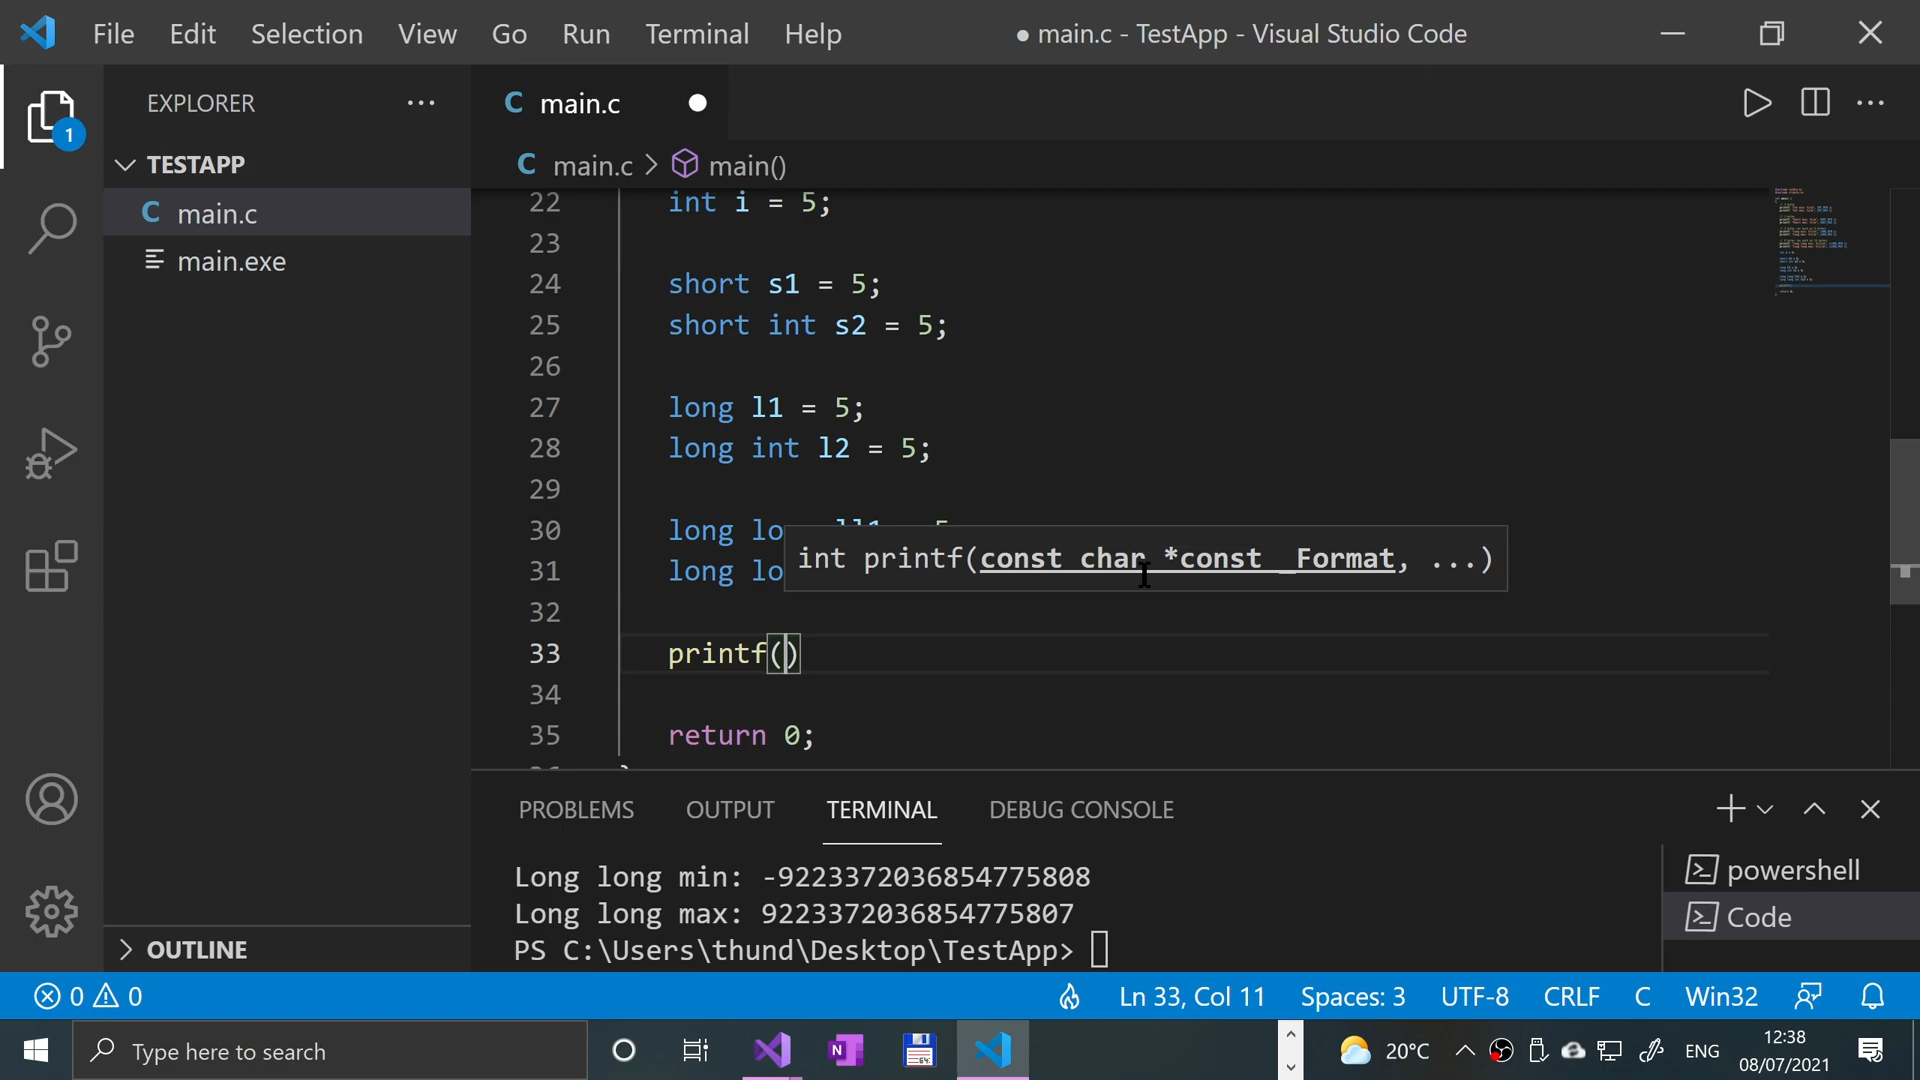 File Edit Selection View Go Run Terminal Help ● main.c - TestApp - Visual Studio Code
EXPLORER ···
C main.c
1
TESTAPP
C main.c > main()
C main.c
main.exe
22 int i = 5;
23
24 short s1 = 5;
25 short int s2 = 5;
26
27 long l1 = 5;
28 long int l2 = 5;
29
30 long lo
int printf(const char *const _Format, ...)
31 long lo
32
33 printf()
34
35 return 0;
PROBLEMS OUTPUT TERMINAL DEBUG CONSOLE
Long long min: -9223372036854775808
Long long max: 9223372036854775807
PS C:\Users\thund\Desktop\TestApp>
powershell
Code
OUTLINE
0 0 Ln 33, Col 11 Spaces: 3 UTF-8 CRLF C Win32
Type here to search
N
64
20°C
ENG
12:38
08/07/2021